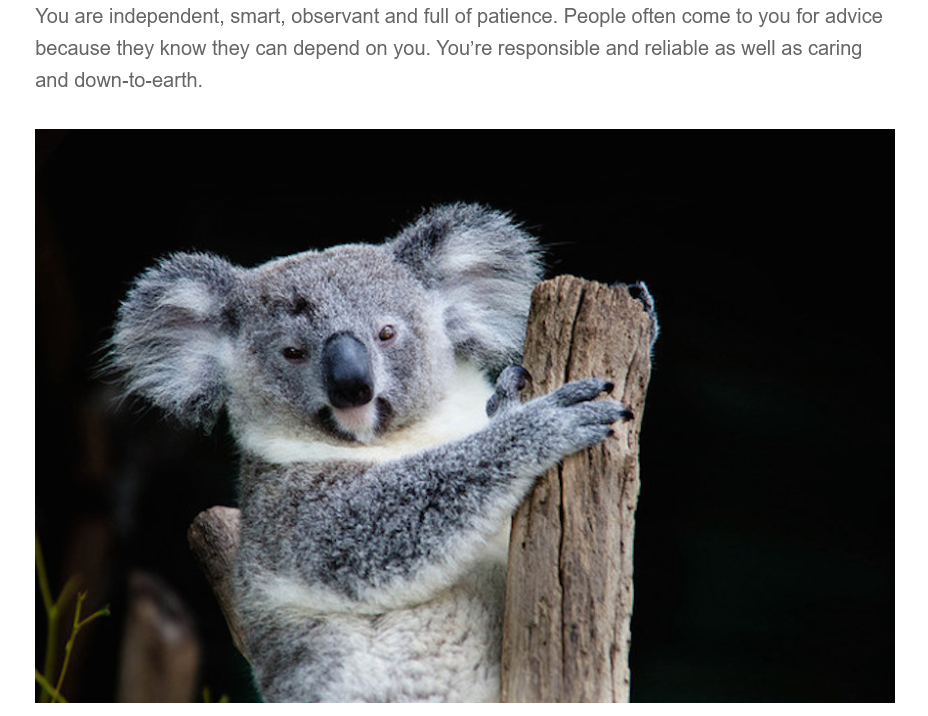 You are independent, smart, observant and full of patience. People often come to you for advice
because they know they can depend on you. You’re responsible and reliable as well as caring
and down-to-earth.